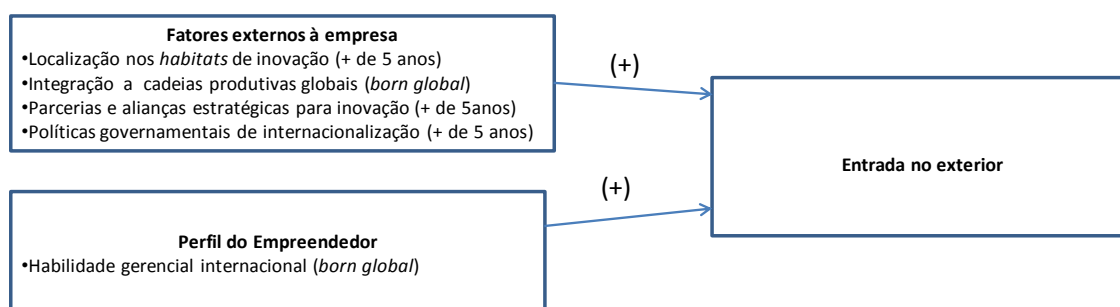 Fatores externos à empresa
•Localização nos habitats de inovação (+ de 5 anos)
•Integração a cadeias produtivas globais (born global)
•Parcerias e alianças estratégicas para inovação (+ de 5anos)
•Políticas governamentais de internacionalização (+ de 5 anos)
(+)
Entrada no exterior
(+)
Perfil do Empreendedor
•Habilidade gerencial internacional (born global)